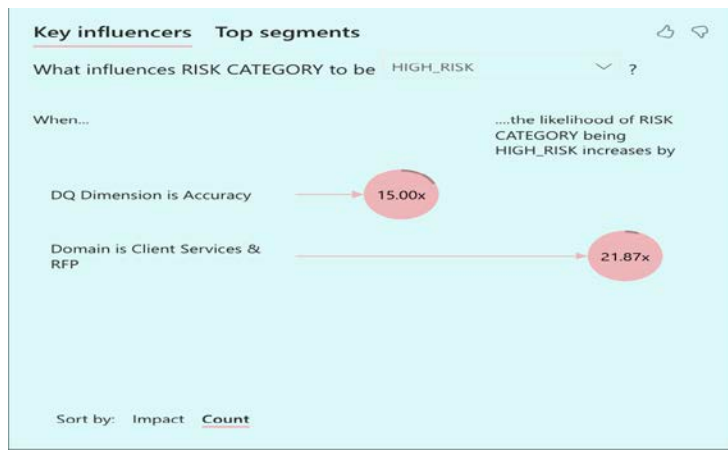 Key influencers Top segments
What influences RISK CATEGORY to be HIGH_RISK ?
When...
....the likelihood of RISK
CATEGORY being
HIGH_RISK increases by
DQ Dimension is Accuracy
15.00x
Domain is Client Services &
RFP
21.87x
Sort by: Impact Count